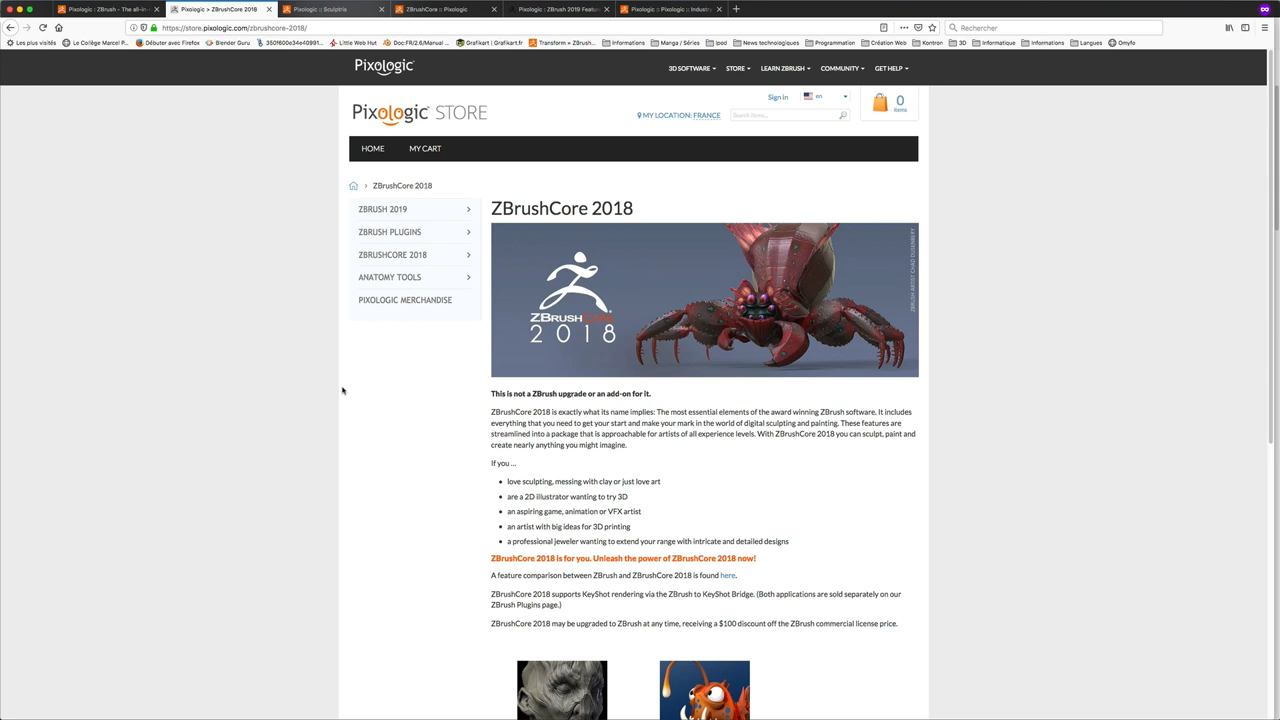 Pixologic : ZBrush - The all-in-
Pixologic > ZBrushCore 2018
Pixologic :: Sculptris
ZBrushCore :: Pixologic
Pixologic : ZBrush 2019 Featur
Pixologic :: Pixologic :: Industry
https://store.pixologic.com/zbrushcore-2018/
Rechercher
Les plus visités
Le Collège Marcel P...
Débuter avec Firefox
Blender Guru
350f600e34e40991...
Little Web Hut
Doc:FR/2.6/Manual ...
Grafikart | Grafikart.fr
Transform » ZBrush...
Informations
Manga / Séries
Ipod
News technologiques
Programmation
Création Web
Kontron
3D
Informatique
Informations
Langues
Omyfo
Pixologic
3D SOFTWARE
STORE
LEARN ZBRUSH
COMMUNITY
GET HELP
Sign in
en
0
items
Pixologic STORE
MY LOCATION: FRANCE
Search items...
HOME
MY CART
› ZBrushCore 2018
ZBRUSH 2019
ZBRUSH PLUGINS
ZBRUSHCORE 2018
ANATOMY TOOLS
PIXOLOGIC MERCHANDISE
ZBrushCore 2018
ZBRUSHCORE
2018
ZBRUSH ARTIST CHAD DUSENBERY
This is not a ZBrush upgrade or an add-on for it.
ZBrushCore 2018 is exactly what its name implies: The most essential elements of the award winning ZBrush software. It includes
everything that you need to get your start and make your mark in the world of digital sculpting and painting. These features are
streamlined into a package that is approachable for artists of all experience levels. With ZBrushCore 2018 you can sculpt, paint and
create nearly anything you might imagine.
If you ...
• love sculpting, messing with clay or just love art
• are a 2D illustrator wanting to try 3D
• an aspiring game, animation or VFX artist
• an artist with big ideas for 3D printing
• a professional jeweler wanting to extend your range with intricate and detailed designs
ZBrushCore 2018 is for you. Unleash the power of ZBrushCore 2018 now!
A feature comparison between ZBrush and ZBrushCore 2018 is found here.
ZBrushCore 2018 supports KeyShot rendering via the ZBrush to KeyShot Bridge. (Both applications are sold separately on our
ZBrush Plugins page.)
ZBrushCore 2018 may be upgraded to ZBrush at any time, receiving a $100 discount off the ZBrush commercial license price.